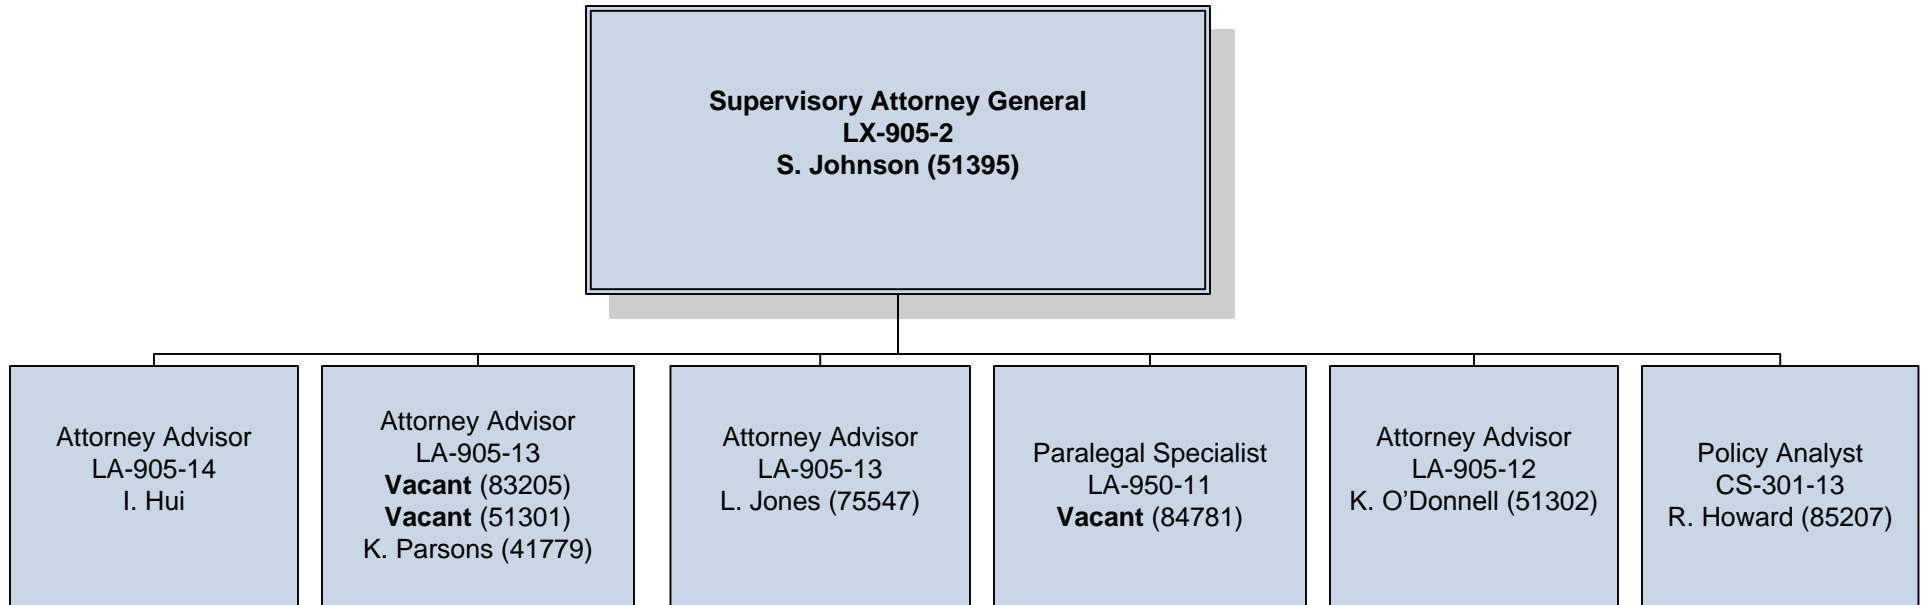 Supervisory Attorney General
LX-905-2
S. Johnson (51395)
Attorney Advisor
LA-905-14
I. Hui
Attorney Advisor
LA-905-13
Vacant (83205)
Vacant (51301)
K. Parsons (41779)
Attorney Advisor
LA-905-13
L. Jones (75547)
Paralegal Specialist
LA-950-11
Vacant (84781)
Attorney Advisor
LA-905-12
K. O’Donnell (51302)
Policy Analyst
CS-301-13
R. Howard (85207)